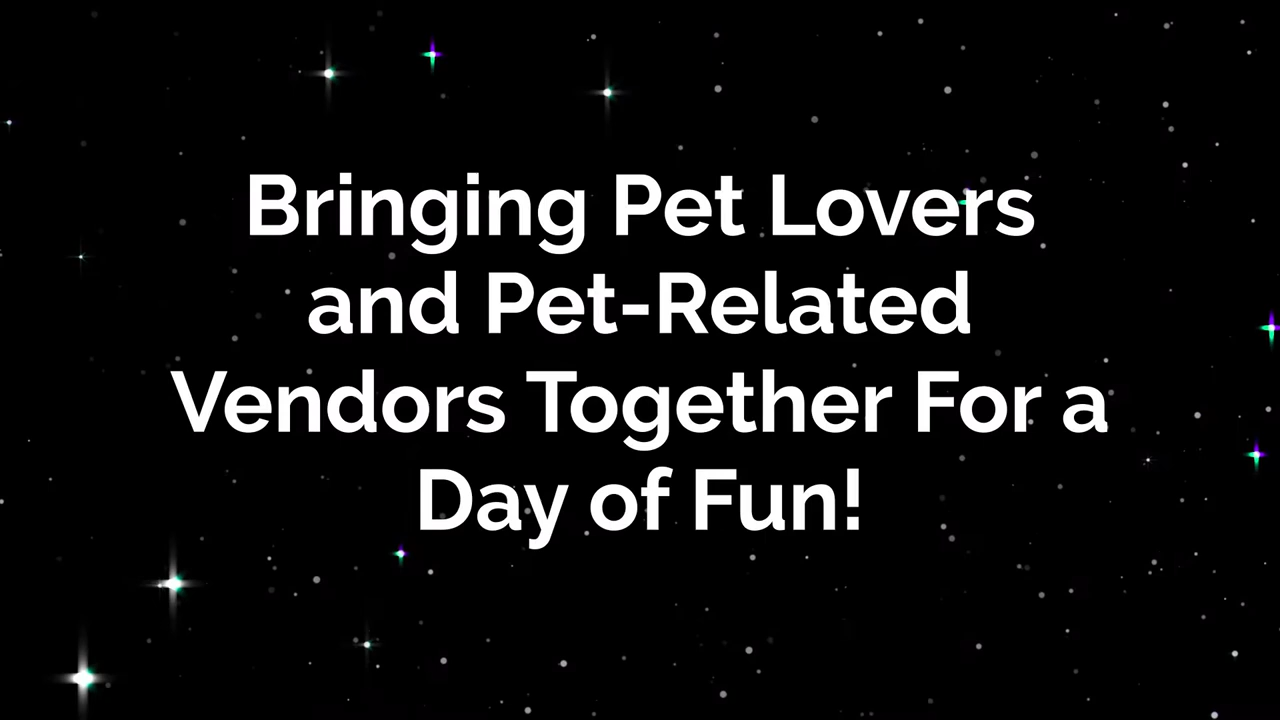 Bringing Pet Lovers
and Pet-Related
Vendors Together For a
Day of Fun!